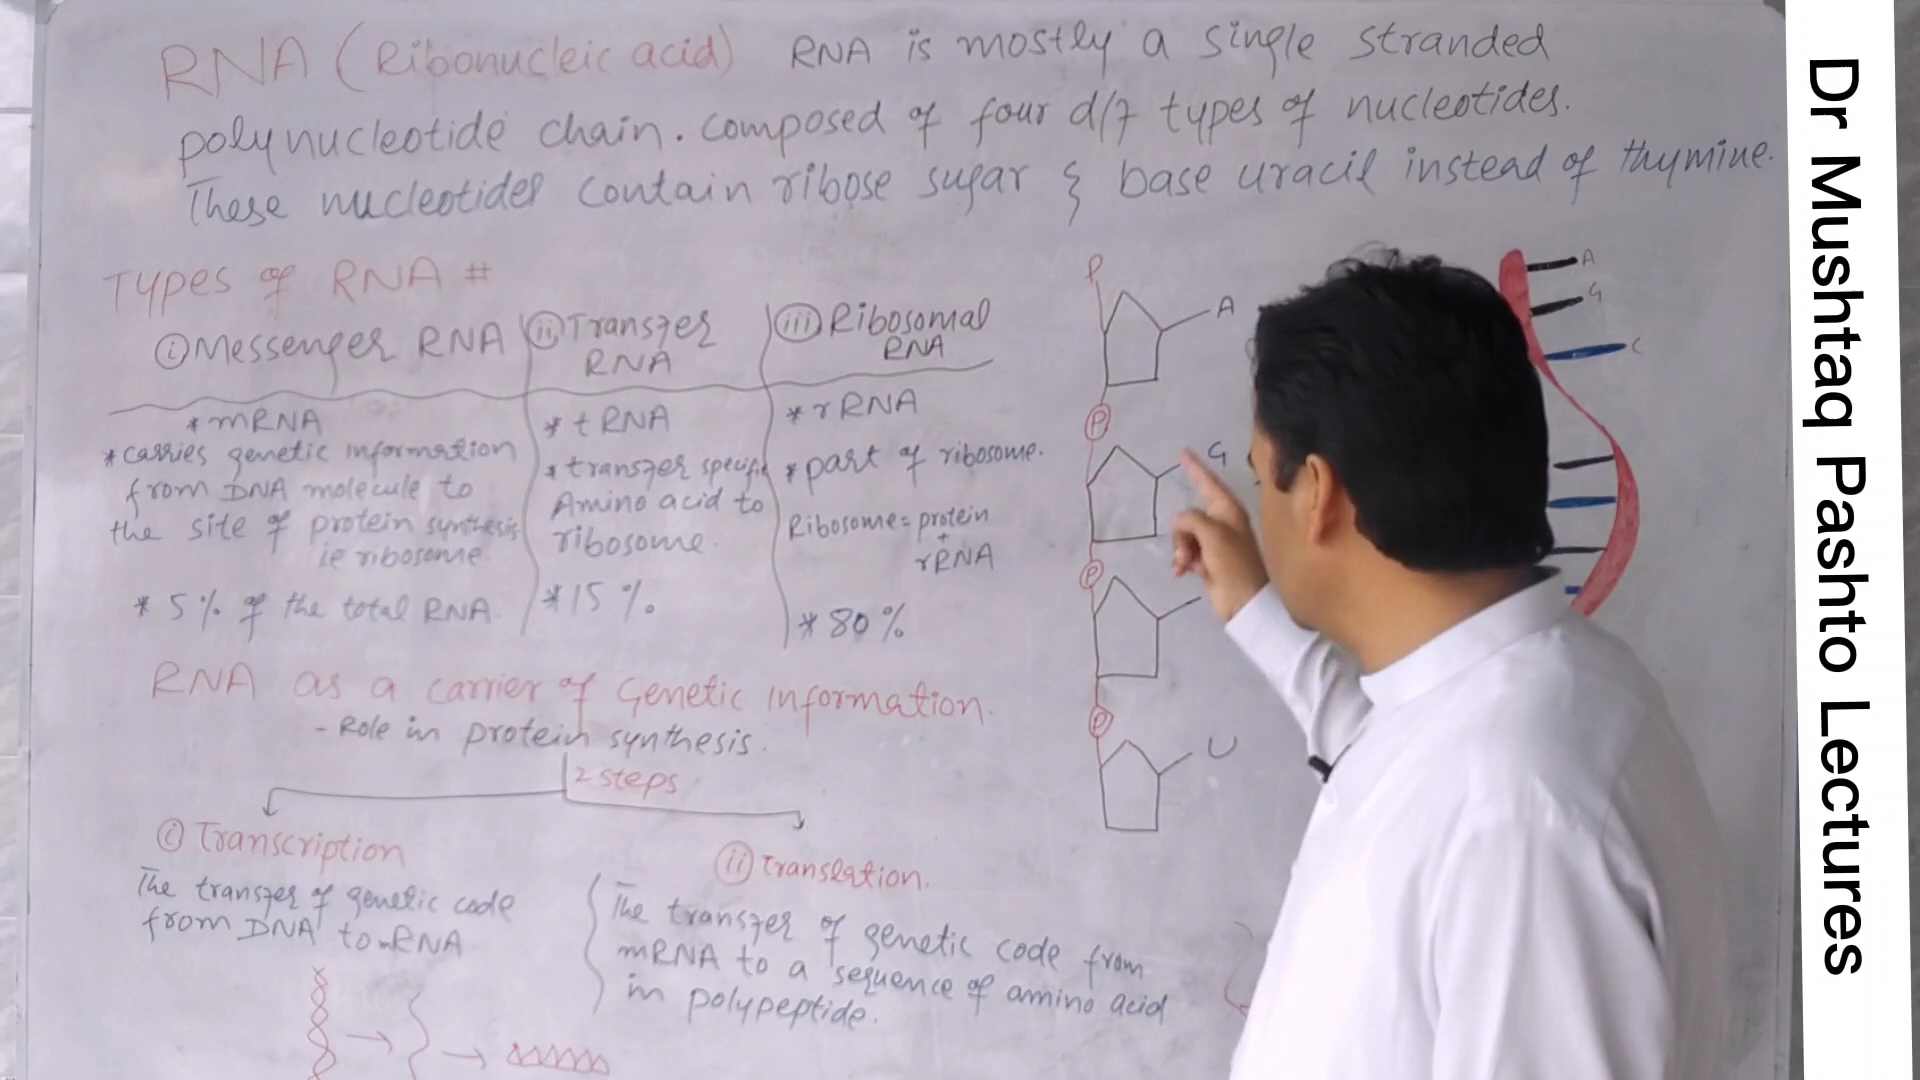 RNA (Ribonucleic acid) RNA is mostly a single stranded
polynucleotide chain. composed of four d/f types of nucleotides.
These nucleotides contain ribose sugar & base uracil instead of thymine.
Types of RNA #
(i) Messenger RNA
(ii) Transfer
RNA
(iii) Ribosomal
RNA
* mRNA
* carries genetic information
from DNA molecule to
the site of protein synthesis
ie ribosome.
* 5% of the total RNA.
* tRNA
* transfer specific
Amino acid to
ribosome.
* 15 %.
* rRNA
* part of ribosome.
Ribosome = protein
+
rRNA
* 80%
RNA as a carrier of Genetic information.
- Role in protein synthesis.
2 steps
(i) Transcription
The transfer of genetic code
from DNA to mRNA
(ii) translation.
The transfer of genetic code from
mRNA to a sequence of amino acid
in polypeptide.
P
A
P
G
P
P
U
A
G
C
Dr Mushtaq Pashto Lectures